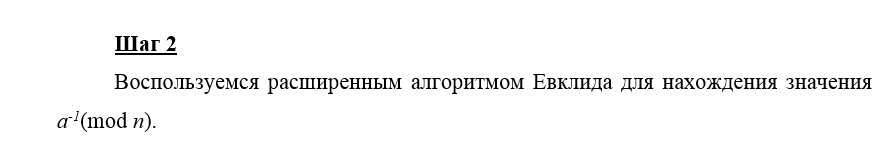 Шаг 2
Воспользуемся расширенным алгоритмом Евклида для нахождения значения
a⁻¹(mod n).